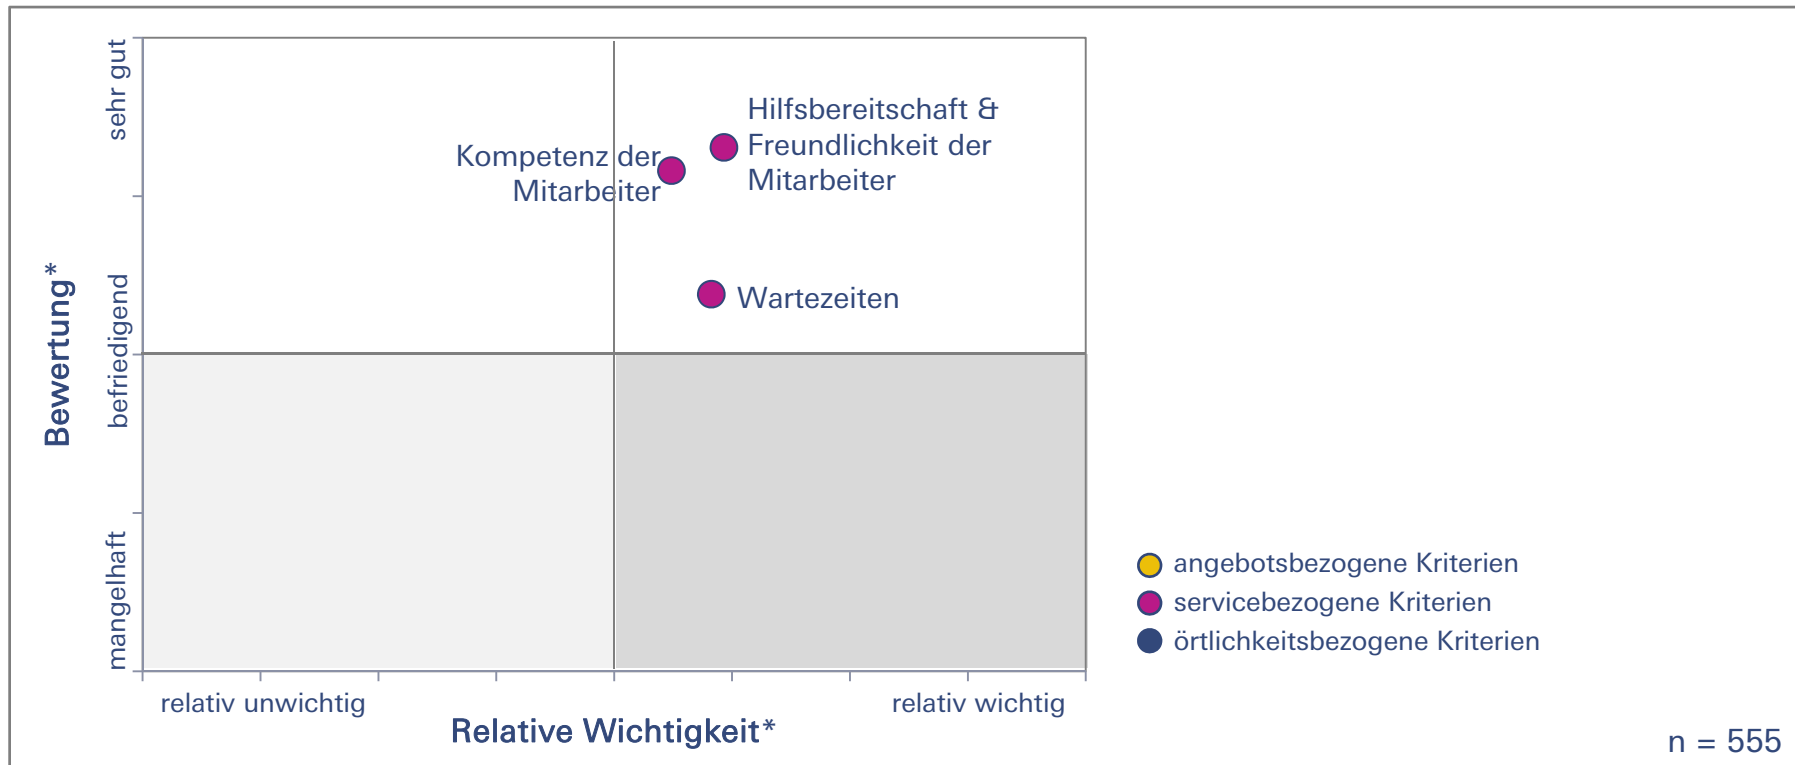 sehr gut
befriedigend
mangelhaft
Bewertung*
Kompetenz der
Mitarbeiter
Hilfsbereitschaft &
Freundlichkeit der
Mitarbeiter
Wartezeiten
relativ unwichtig
relativ wichtig
Relative Wichtigkeit*
angebotsbezogene Kriterien
servicebezogene Kriterien
örtlichkeitsbezogene Kriterien
n = 555